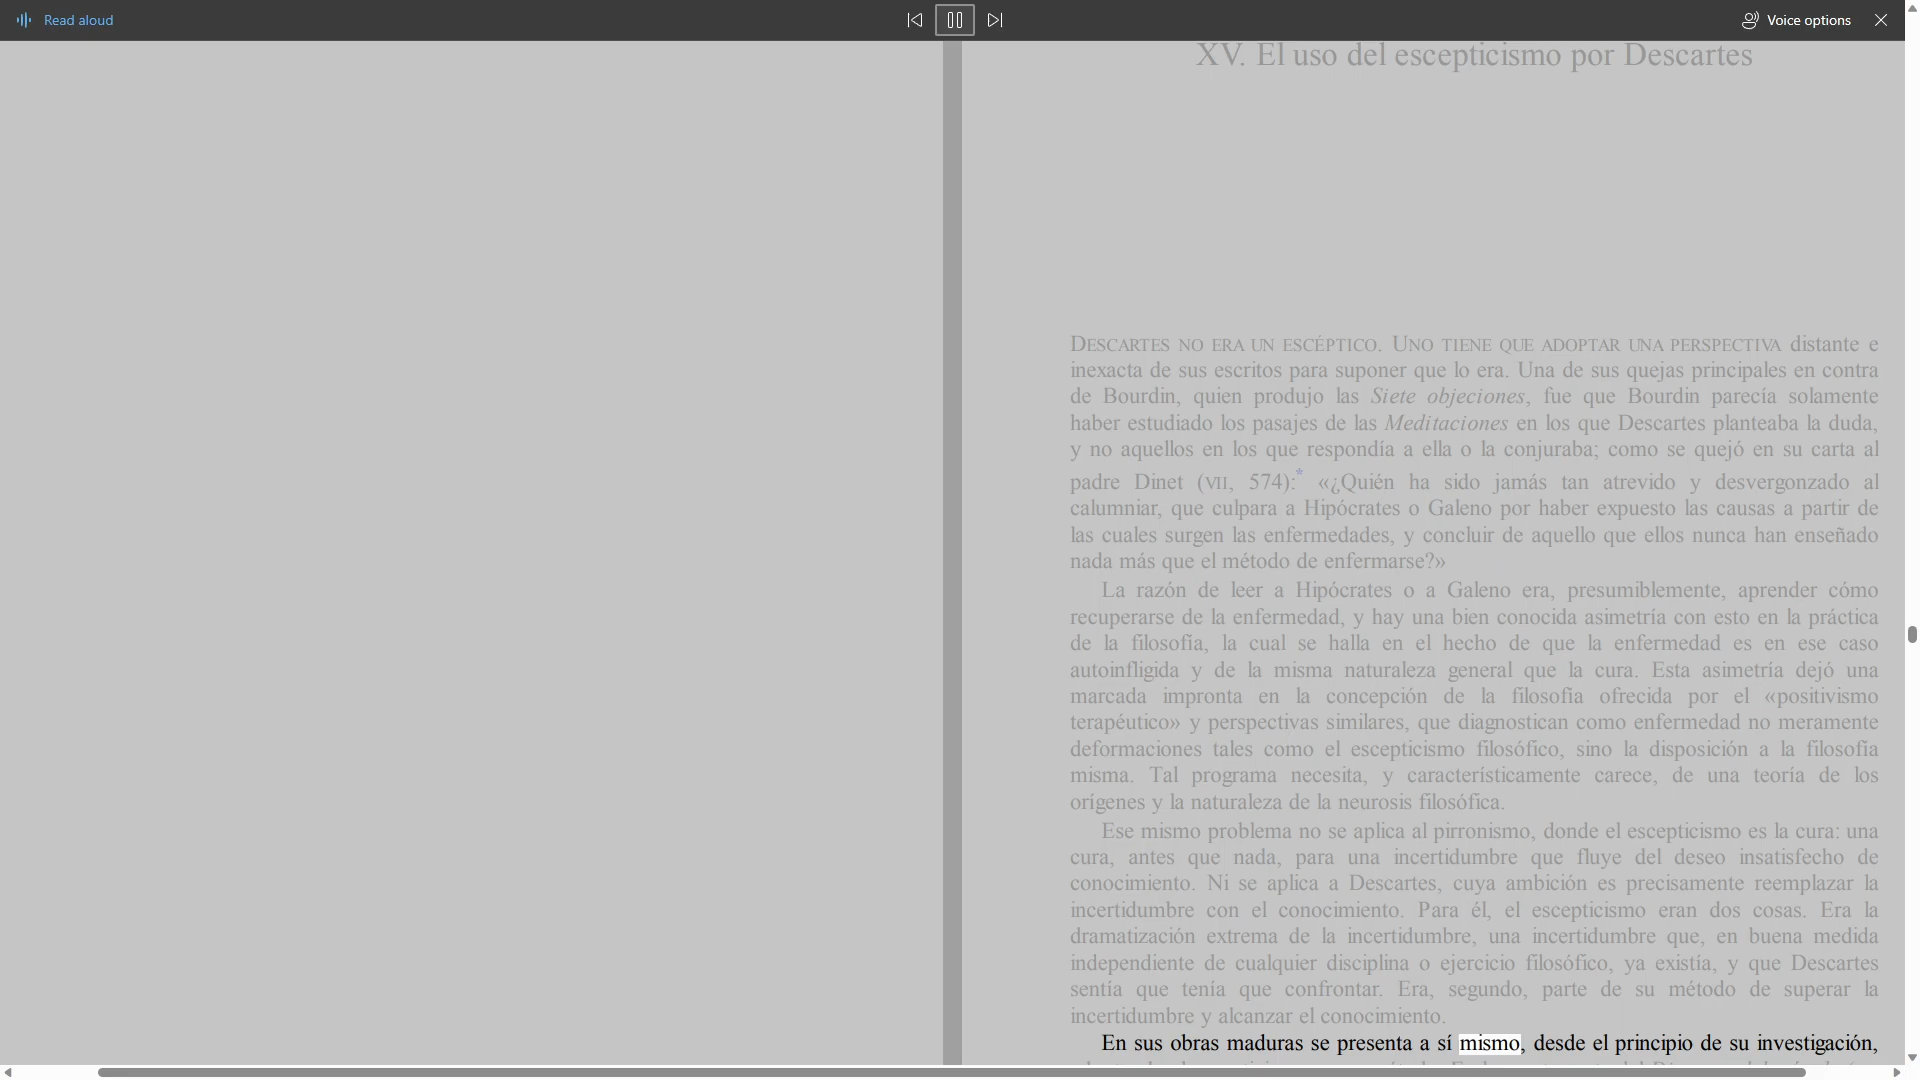 Read aloud
Voice options
XV. El uso del escepticismo por Descartes
DESCARTES NO ERA UN ESCÉPTICO. UNO TIENE QUE ADOPTAR UNA PERSPECTIVA distante e
inexacta de sus escritos para suponer que lo era. Una de sus quejas principales en contra
de Bourdin, quien produjo las Siete objeciones, fue que Bourdin parecía solamente
haber estudiado los pasajes de las Meditaciones en los que Descartes planteaba la duda,
y no aquellos en los que respondía a ella o la conjuraba; como se quejó en su carta al
padre Dinet (VII, 574):* «¿Quién ha sido jamás tan atrevido y desvergonzado al
calumniar, que culpara a Hipócrates o Galeno por haber expuesto las causas a partir de
las cuales surgen las enfermedades, y concluir de aquello que ellos nunca han enseñado
nada más que el método de enfermarse?»
La razón de leer a Hipócrates o a Galeno era, presumiblemente, aprender cómo
recuperarse de la enfermedad, y hay una bien conocida asimetría con esto en la práctica
de la filosofía, la cual se halla en el hecho de que la enfermedad es en ese caso
autoinfligida y de la misma naturaleza general que la cura. Esta asimetría dejó una
marcada impronta en la concepción de la filosofía ofrecida por el «positivismo
terapéutico» y perspectivas similares, que diagnostican como enfermedad no meramente
deformaciones tales como el escepticismo filosófico, sino la disposición a la filosofía
misma. Tal programa necesita, y característicamente carece, de una teoría de los
orígenes y la naturaleza de la neurosis filosófica.
Ese mismo problema no se aplica al pirronismo, donde el escepticismo es la cura: una
cura, antes que nada, para una incertidumbre que fluye del deseo insatisfecho de
conocimiento. Ni se aplica a Descartes, cuya ambición es precisamente reemplazar la
incertidumbre con el conocimiento. Para él, el escepticismo eran dos cosas. Era la
dramatización extrema de la incertidumbre, una incertidumbre que, en buena medida
independiente de cualquier disciplina o ejercicio filosófico, ya existía, y que Descartes
sentía que tenía que confrontar. Era, segundo, parte de su método de superar la
incertidumbre y alcanzar el conocimiento.
En sus obras maduras se presenta a sí mismo, desde el principio de su investigación,